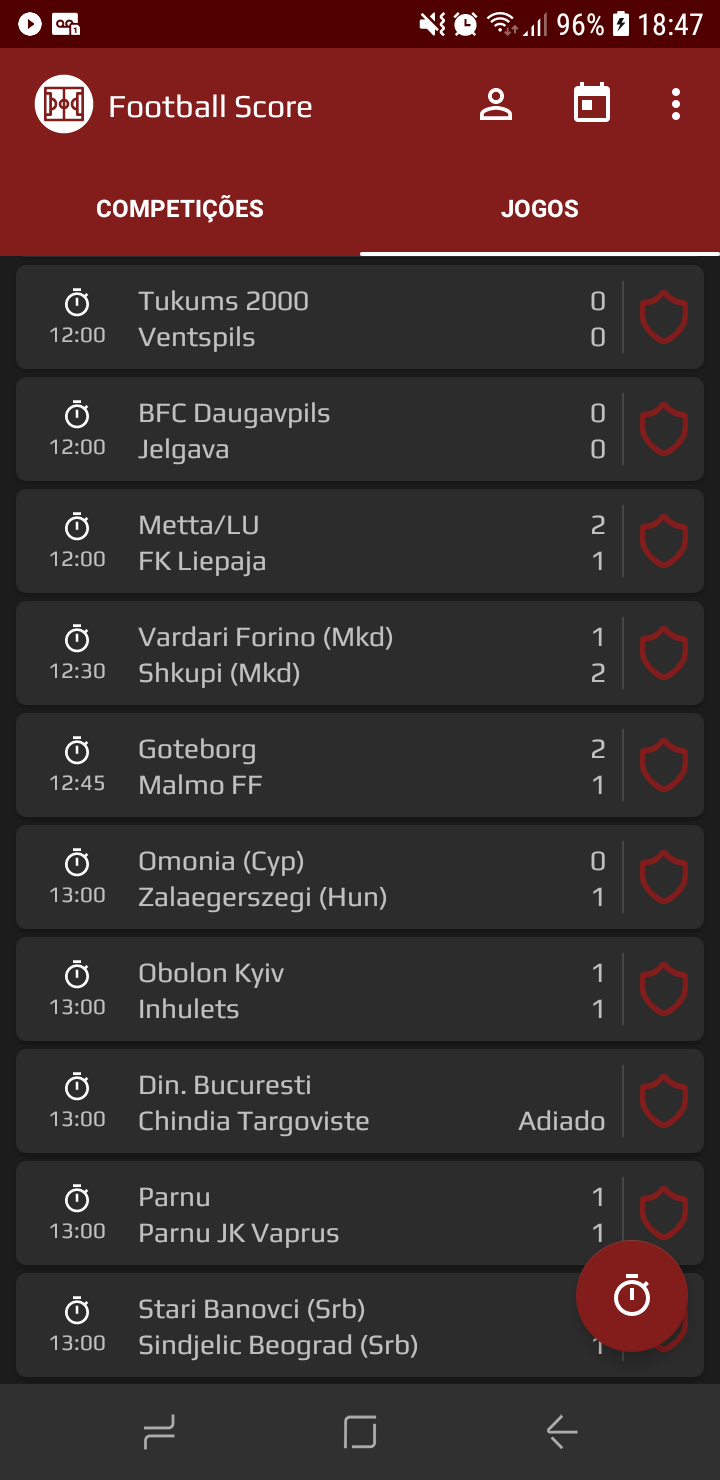 96% 18:47
Football Score
COMPETIÇÕES JOGOS
Tukums 2000 0
12:00 Ventspils 0
BFC Daugavpils 0
12:00 Jelgava 0
Metta/LU 2
12:00 FK Liepaja 1
Vardari Forino (Mkd) 1
12:30 Shkupi (Mkd) 2
Goteborg 2
12:45 Malmo FF 1
Omonia (Cyp) 0
13:00 Zalaegerszegi (Hun) 1
Obolon Kyiv 1
13:00 Inhulets 1
Din. Bucuresti
13:00 Chindia Targoviste Adiado
Parnu 1
13:00 Parnu JK Vaprus 1
Stari Banovci (Srb)
13:00 Sindjelic Beograd (Srb) 1